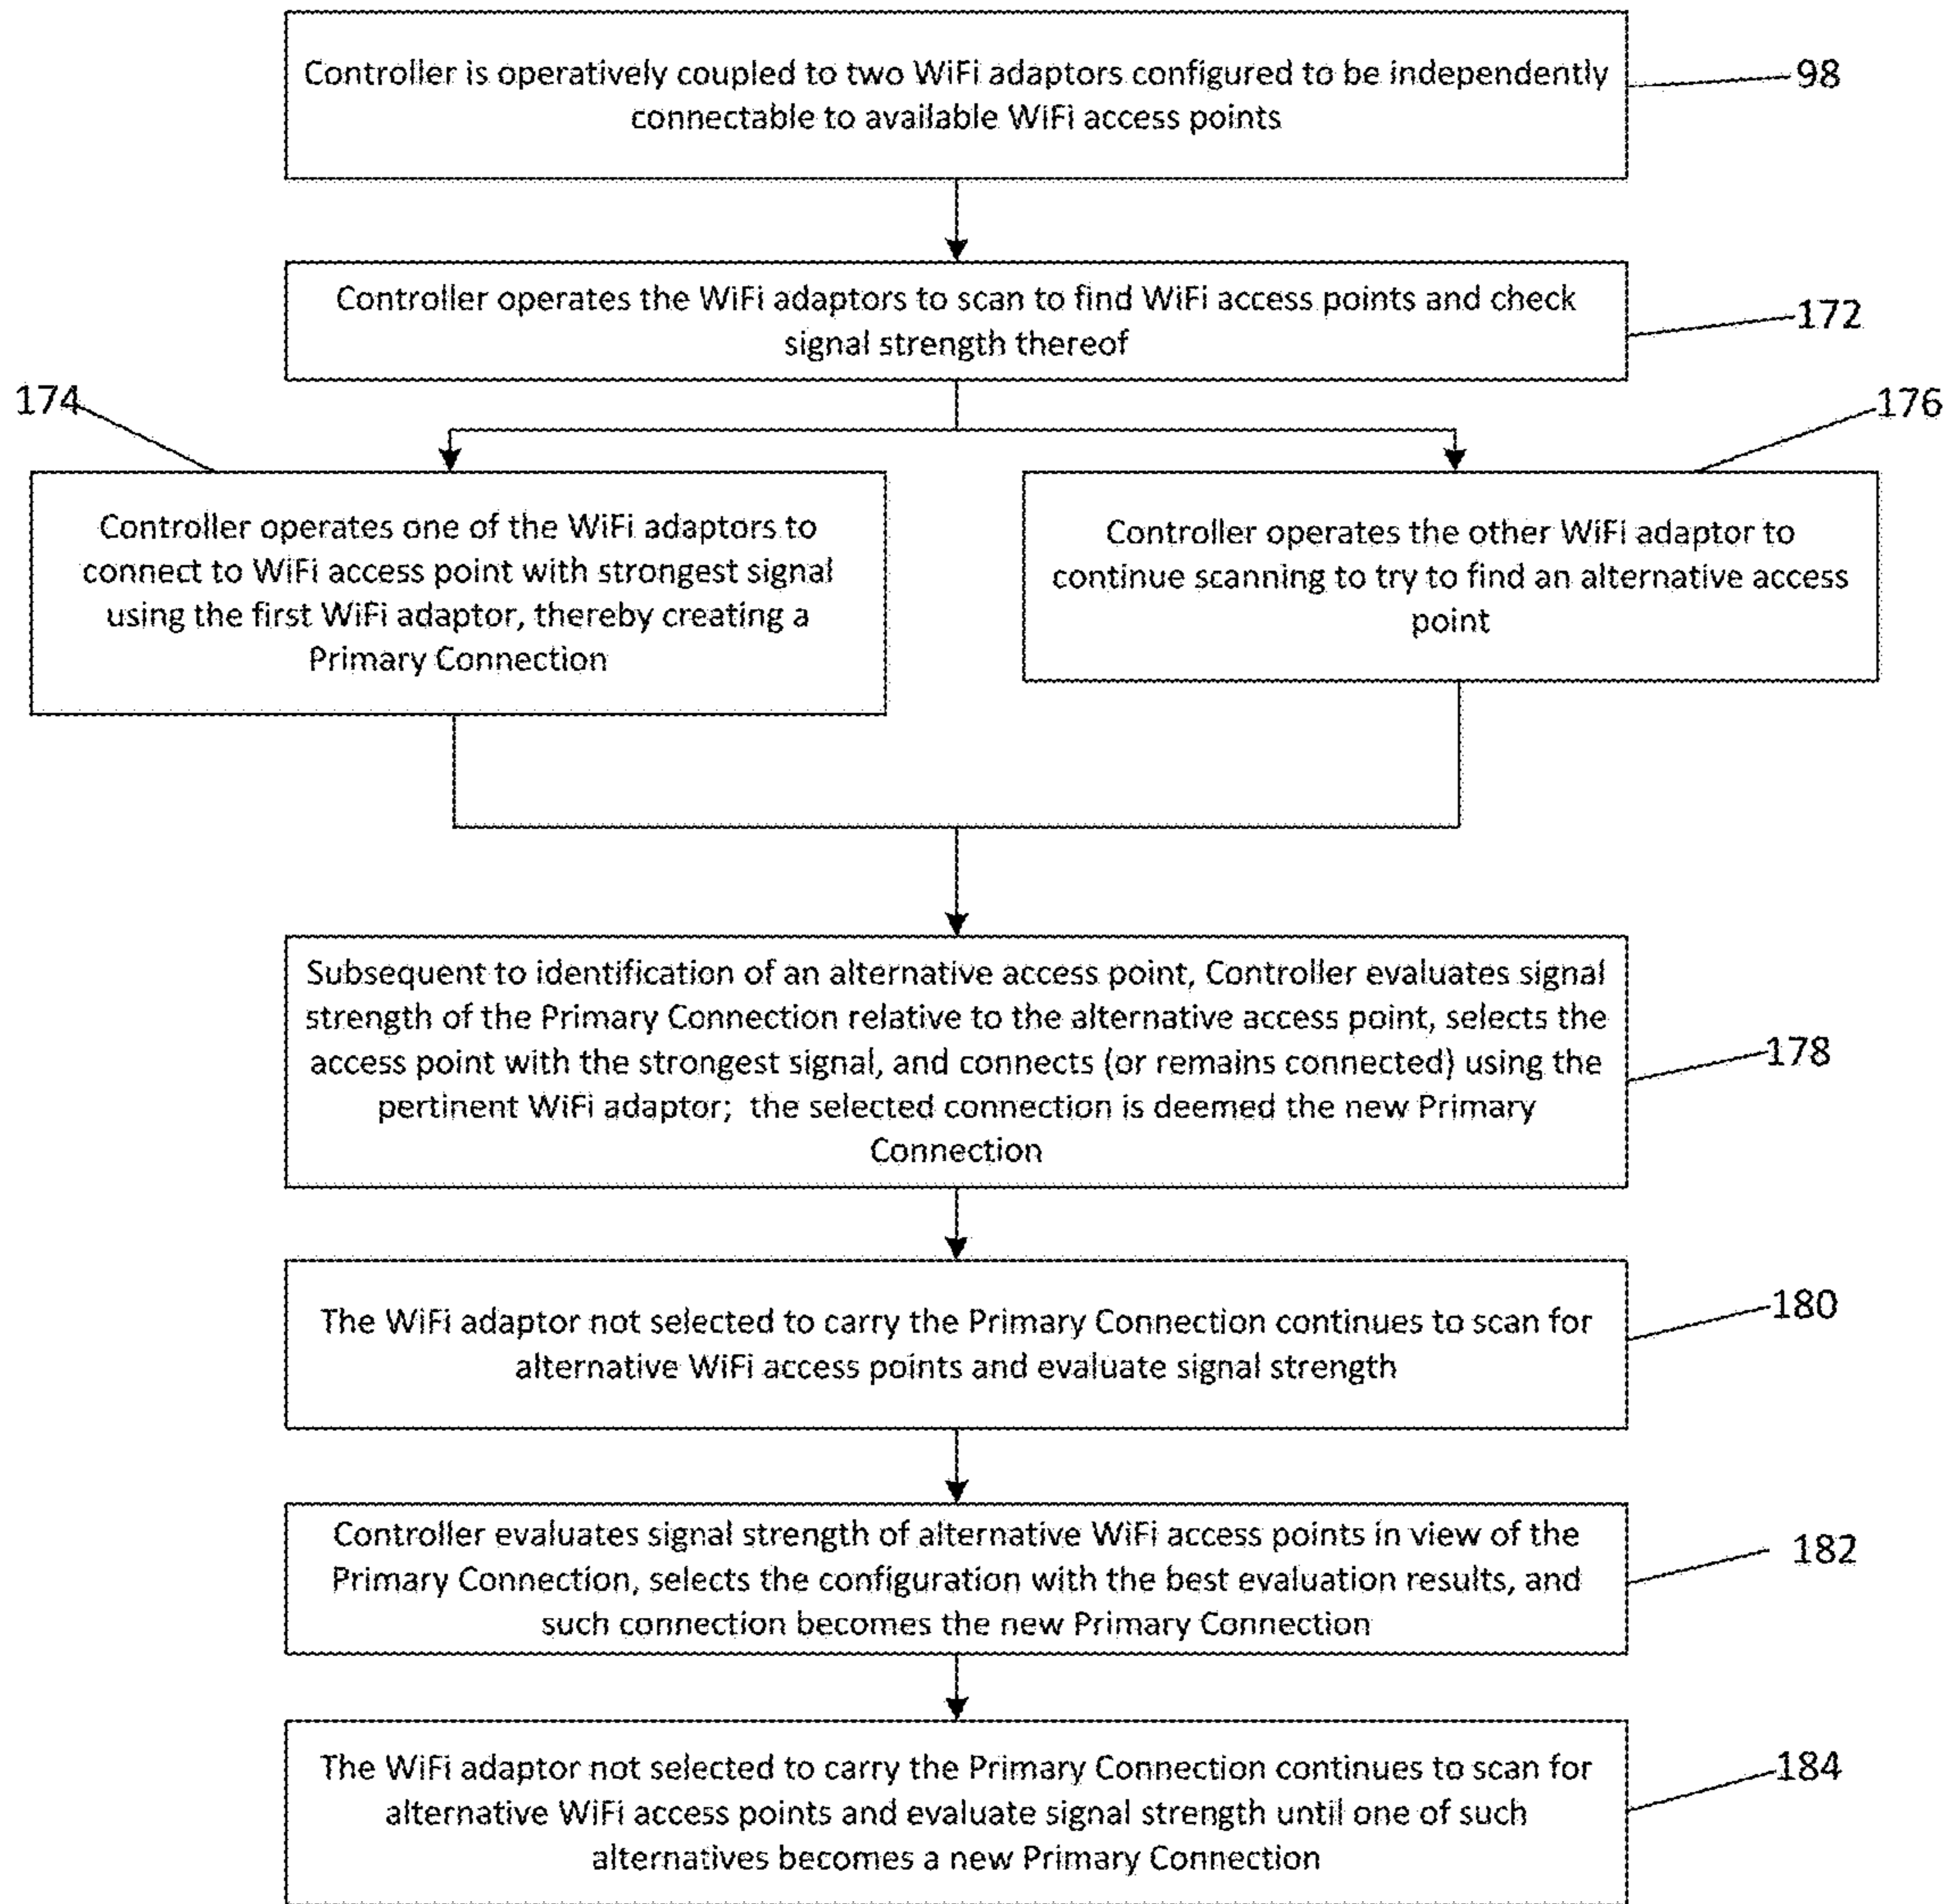 Controller is operatively coupled to two WiFi adaptors configured to be independently
connectable to available WiFi access points
98
Controller operates the WiFi adaptors to scan to find WiFi access points and check
signal strength thereof
172
174
176
Controller operates one of the WiFi adaptors to
connect to WiFi access point with strongest signal
using the first WiFi adaptor, thereby creating a
Primary Connection
Controller operates the other WiFi adaptor to
continue scanning to try to find an alternative access
point
Subsequent to identification of an alternative access point, Controller evaluates signal
strength of the Primary Connection relative to the alternative access point, selects the
access point with the strongest signal, and connects (or remains connected) using the
pertinent WiFi adaptor; the selected connection is deemed the new Primary
Connection
178
The WiFi adaptor not selected to carry the Primary Connection continues to scan for
alternative WiFi access points and evaluate signal strength
180
Controller evaluates signal strength of alternative WiFi access points in view of the
Primary Connection, selects the configuration with the best evaluation results, and
such connection becomes the new Primary Connection
182
The WiFi adaptor not selected to carry the Primary Connection continues to scan for
alternative WiFi access points and evaluate signal strength until one of such
alternatives becomes a new Primary Connection
184